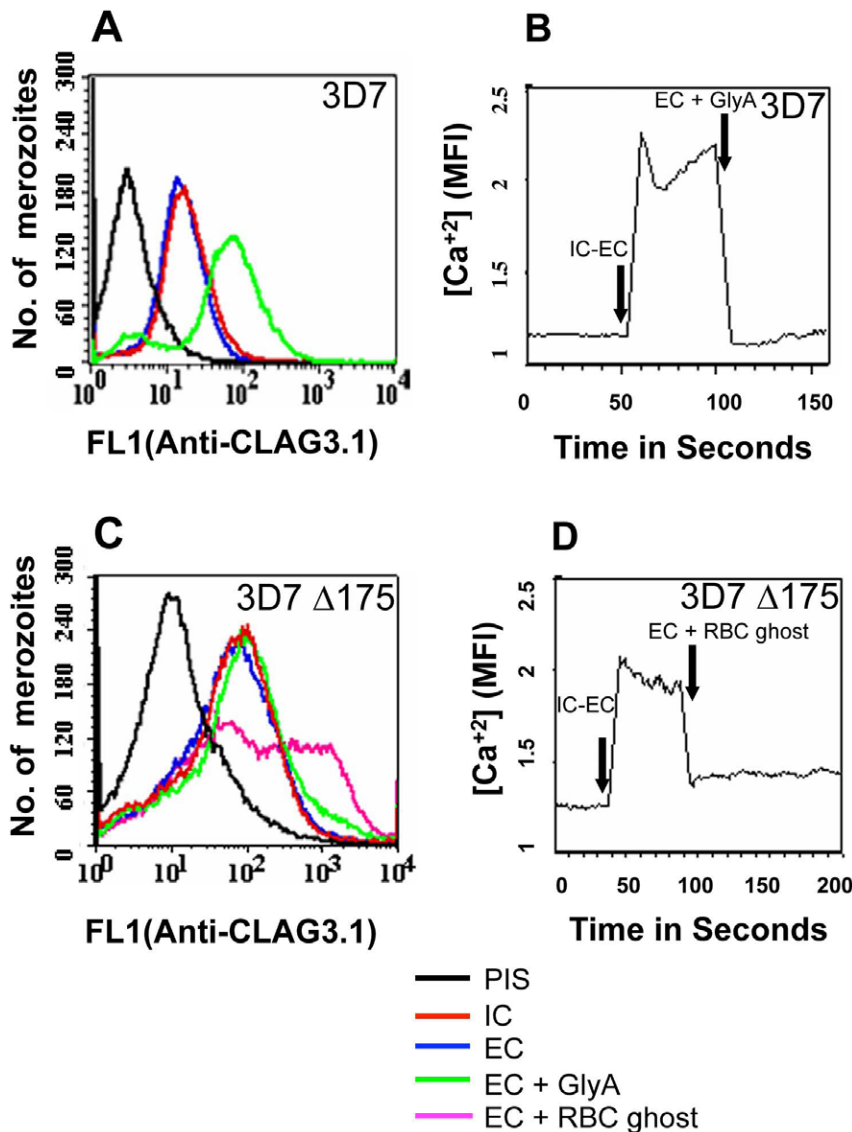 A
No. of merozoites
300
240
180
120
60
0
3D7
10^0 10^1 10^2 10^3 10^4
FL1(Anti-CLAG3.1)
B
[Ca+2] (MFI)
2.5
2
1.5
1
EC + GlyA
3D7
IC-EC
0 50 100 150
Time in Seconds
C
No. of merozoites
300
240
180
120
60
0
3D7 Δ175
10^0 10^1 10^2 10^3 10^4
FL1(Anti-CLAG3.1)
D
[Ca+2] (MFI)
2.5
2
1.5
1
3D7 Δ175
EC + RBC ghost
IC-EC
0 50 100 150 200
Time in Seconds
PIS
IC
EC
EC + GlyA
EC + RBC ghost